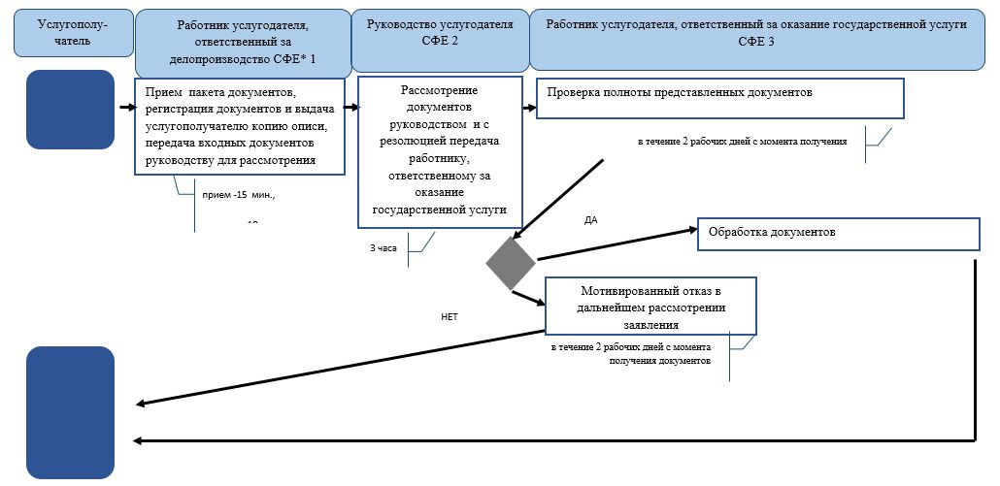 Услугополу-
чатель
Работник услугодателя,
ответственный за
делопроизводство СФЕ* 1
Руководство услугодателя
СФЕ 2
Работник услугодателя, ответственный за оказание государственной услуги
СФЕ 3
Прием пакета документов,
регистрация документов и выдача
услугополучателю копию описи,
передача входных документов
руководству для рассмотрения
Рассмотрение
документов
руководством и с
резолюцией передача
работнику,
ответственному за
оказание
государственной услуги
Проверка полноты представленных документов
в течение 2 рабочих дней с момента получения
прием -15 мин.,
3 часа
ДА
Обработка документов
Мотивированный отказ в
дальнейшем рассмотрении
заявления
НЕТ
в течение 2 рабочих дней с момента
получения документов